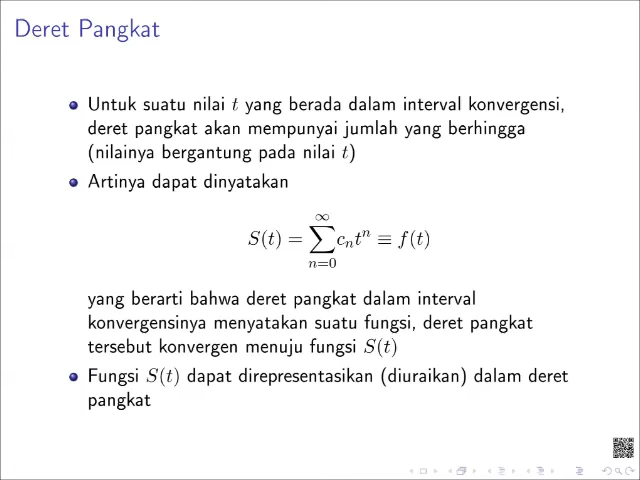 Deret Pangkat
Untuk suatu nilai t yang berada dalam interval konvergensi,
deret pangkat akan mempunyai jumlah yang berhingga
(nilainya bergantung pada nilai t)
Artinya dapat dinyatakan
S(t) = ∑_{n=0}^{∞} c_n t^n ≡ f(t)
yang berarti bahwa deret pangkat dalam interval
konvergensinya menyatakan suatu fungsi, deret pangkat
tersebut konvergen menuju fungsi S(t)
Fungsi S(t) dapat direpresentasikan (diuraikan) dalam deret
pangkat